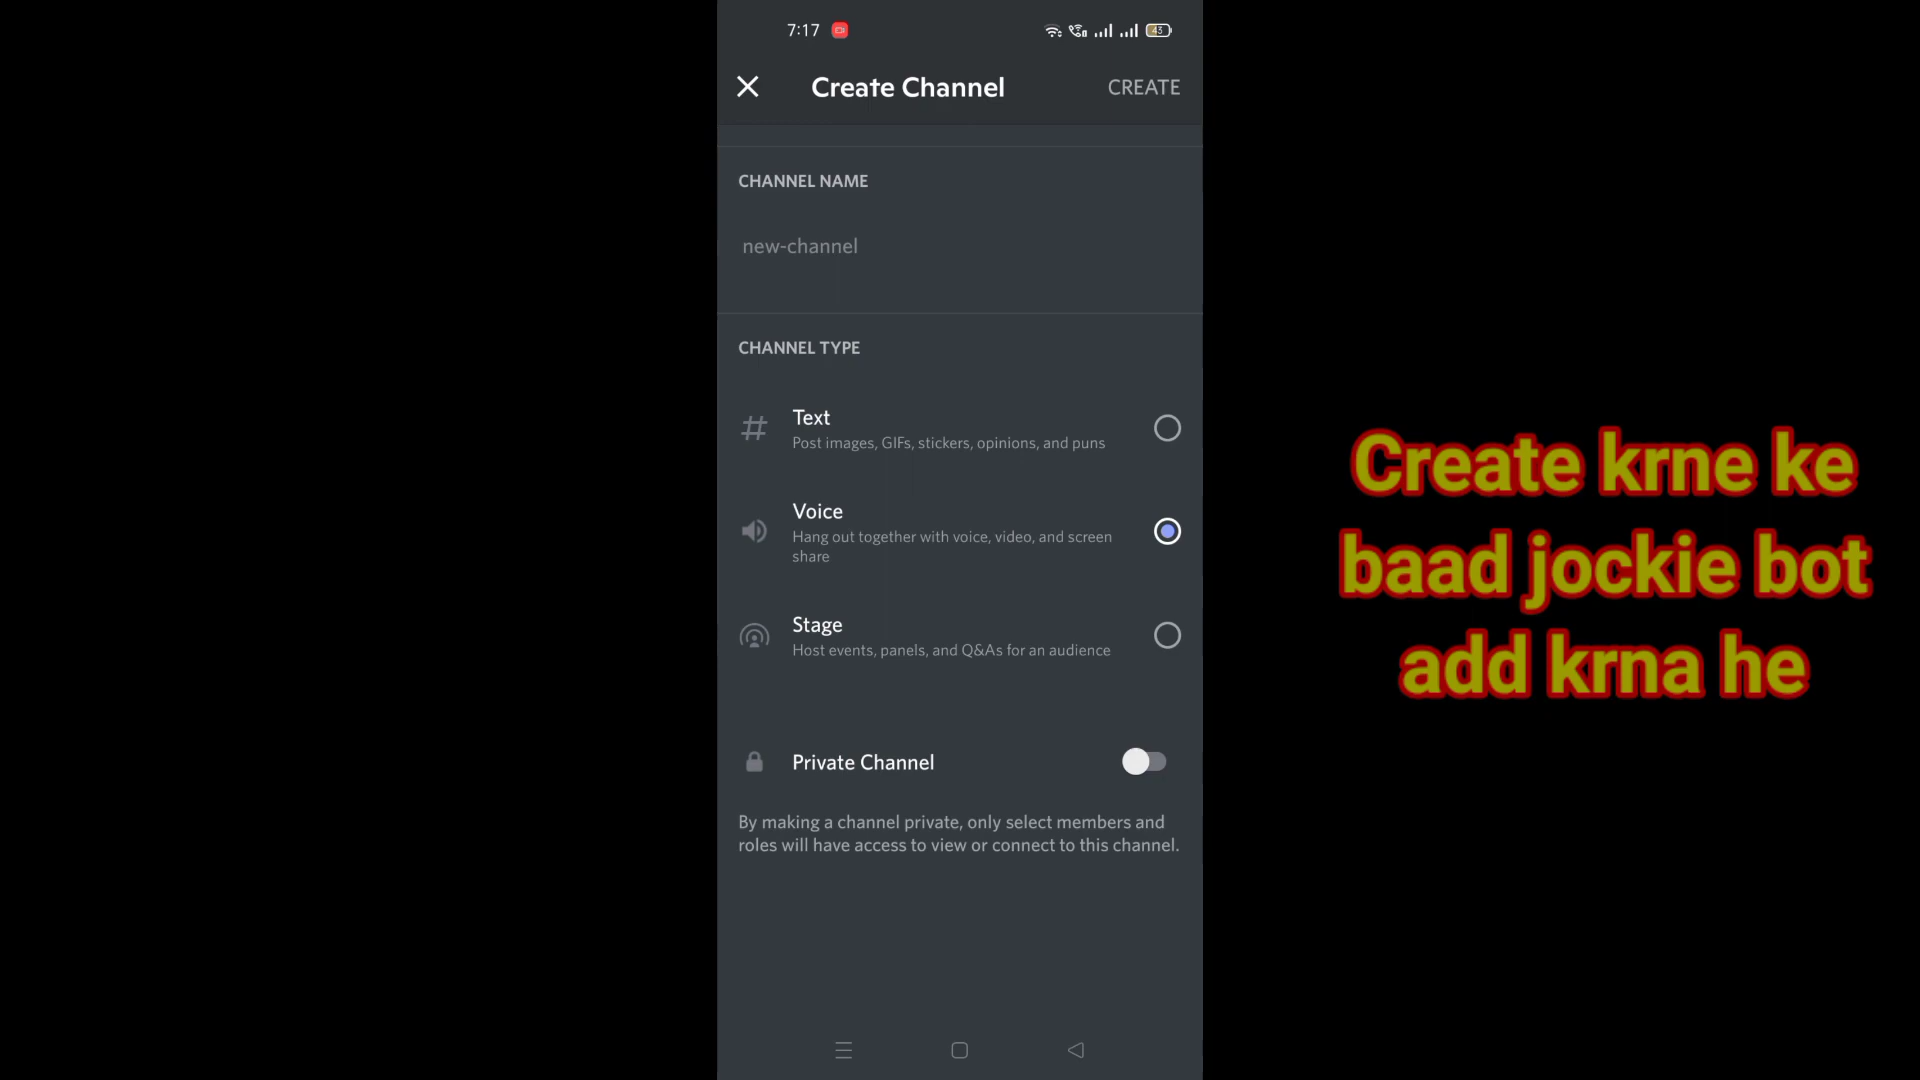 7:17
43
Create Channel
CREATE
CHANNEL NAME
new-channel
CHANNEL TYPE
Text
Post images, GIFs, stickers, opinions, and puns
Voice
Hang out together with voice, video, and screen
share
Stage
Host events, panels, and Q&As for an audience
Private Channel
By making a channel private, only select members and
roles will have access to view or connect to this channel.
Create krne ke
baad jockie bot
add krna he